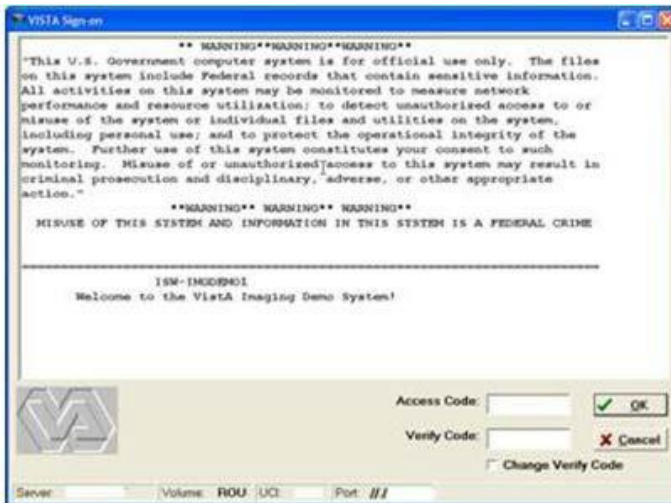 VISTA Sign-on
** WARNING**WARNING**WARNING**
"This U.S. Government computer system is for official use only.  The files
on this system include Federal records that contain sensitive information.
All activities on this system may be monitored to measure network
performance and resource utilization; to detect unauthorized access to or
misuse of the system or individual files and utilities on the system,
including personal use; and to protect the operational integrity of the
system.  Further use of this system constitutes your consent to such
monitoring.  Misuse of or unauthorized access to this system may result in
criminal prosecution and disciplinary, adverse, or other appropriate
action."
**WARNING** WARNING** WARNING**
MISUSE OF THIS SYSTEM AND INFORMATION IN THIS SYSTEM IS A FEDERAL CRIME
ISW-IMGDEMO1
Welcome to the VistA Imaging Demo System!
Access Code:
OK
Verify Code:
Cancel
Change Verify Code
Server: Volume: ROU UCI: Port: